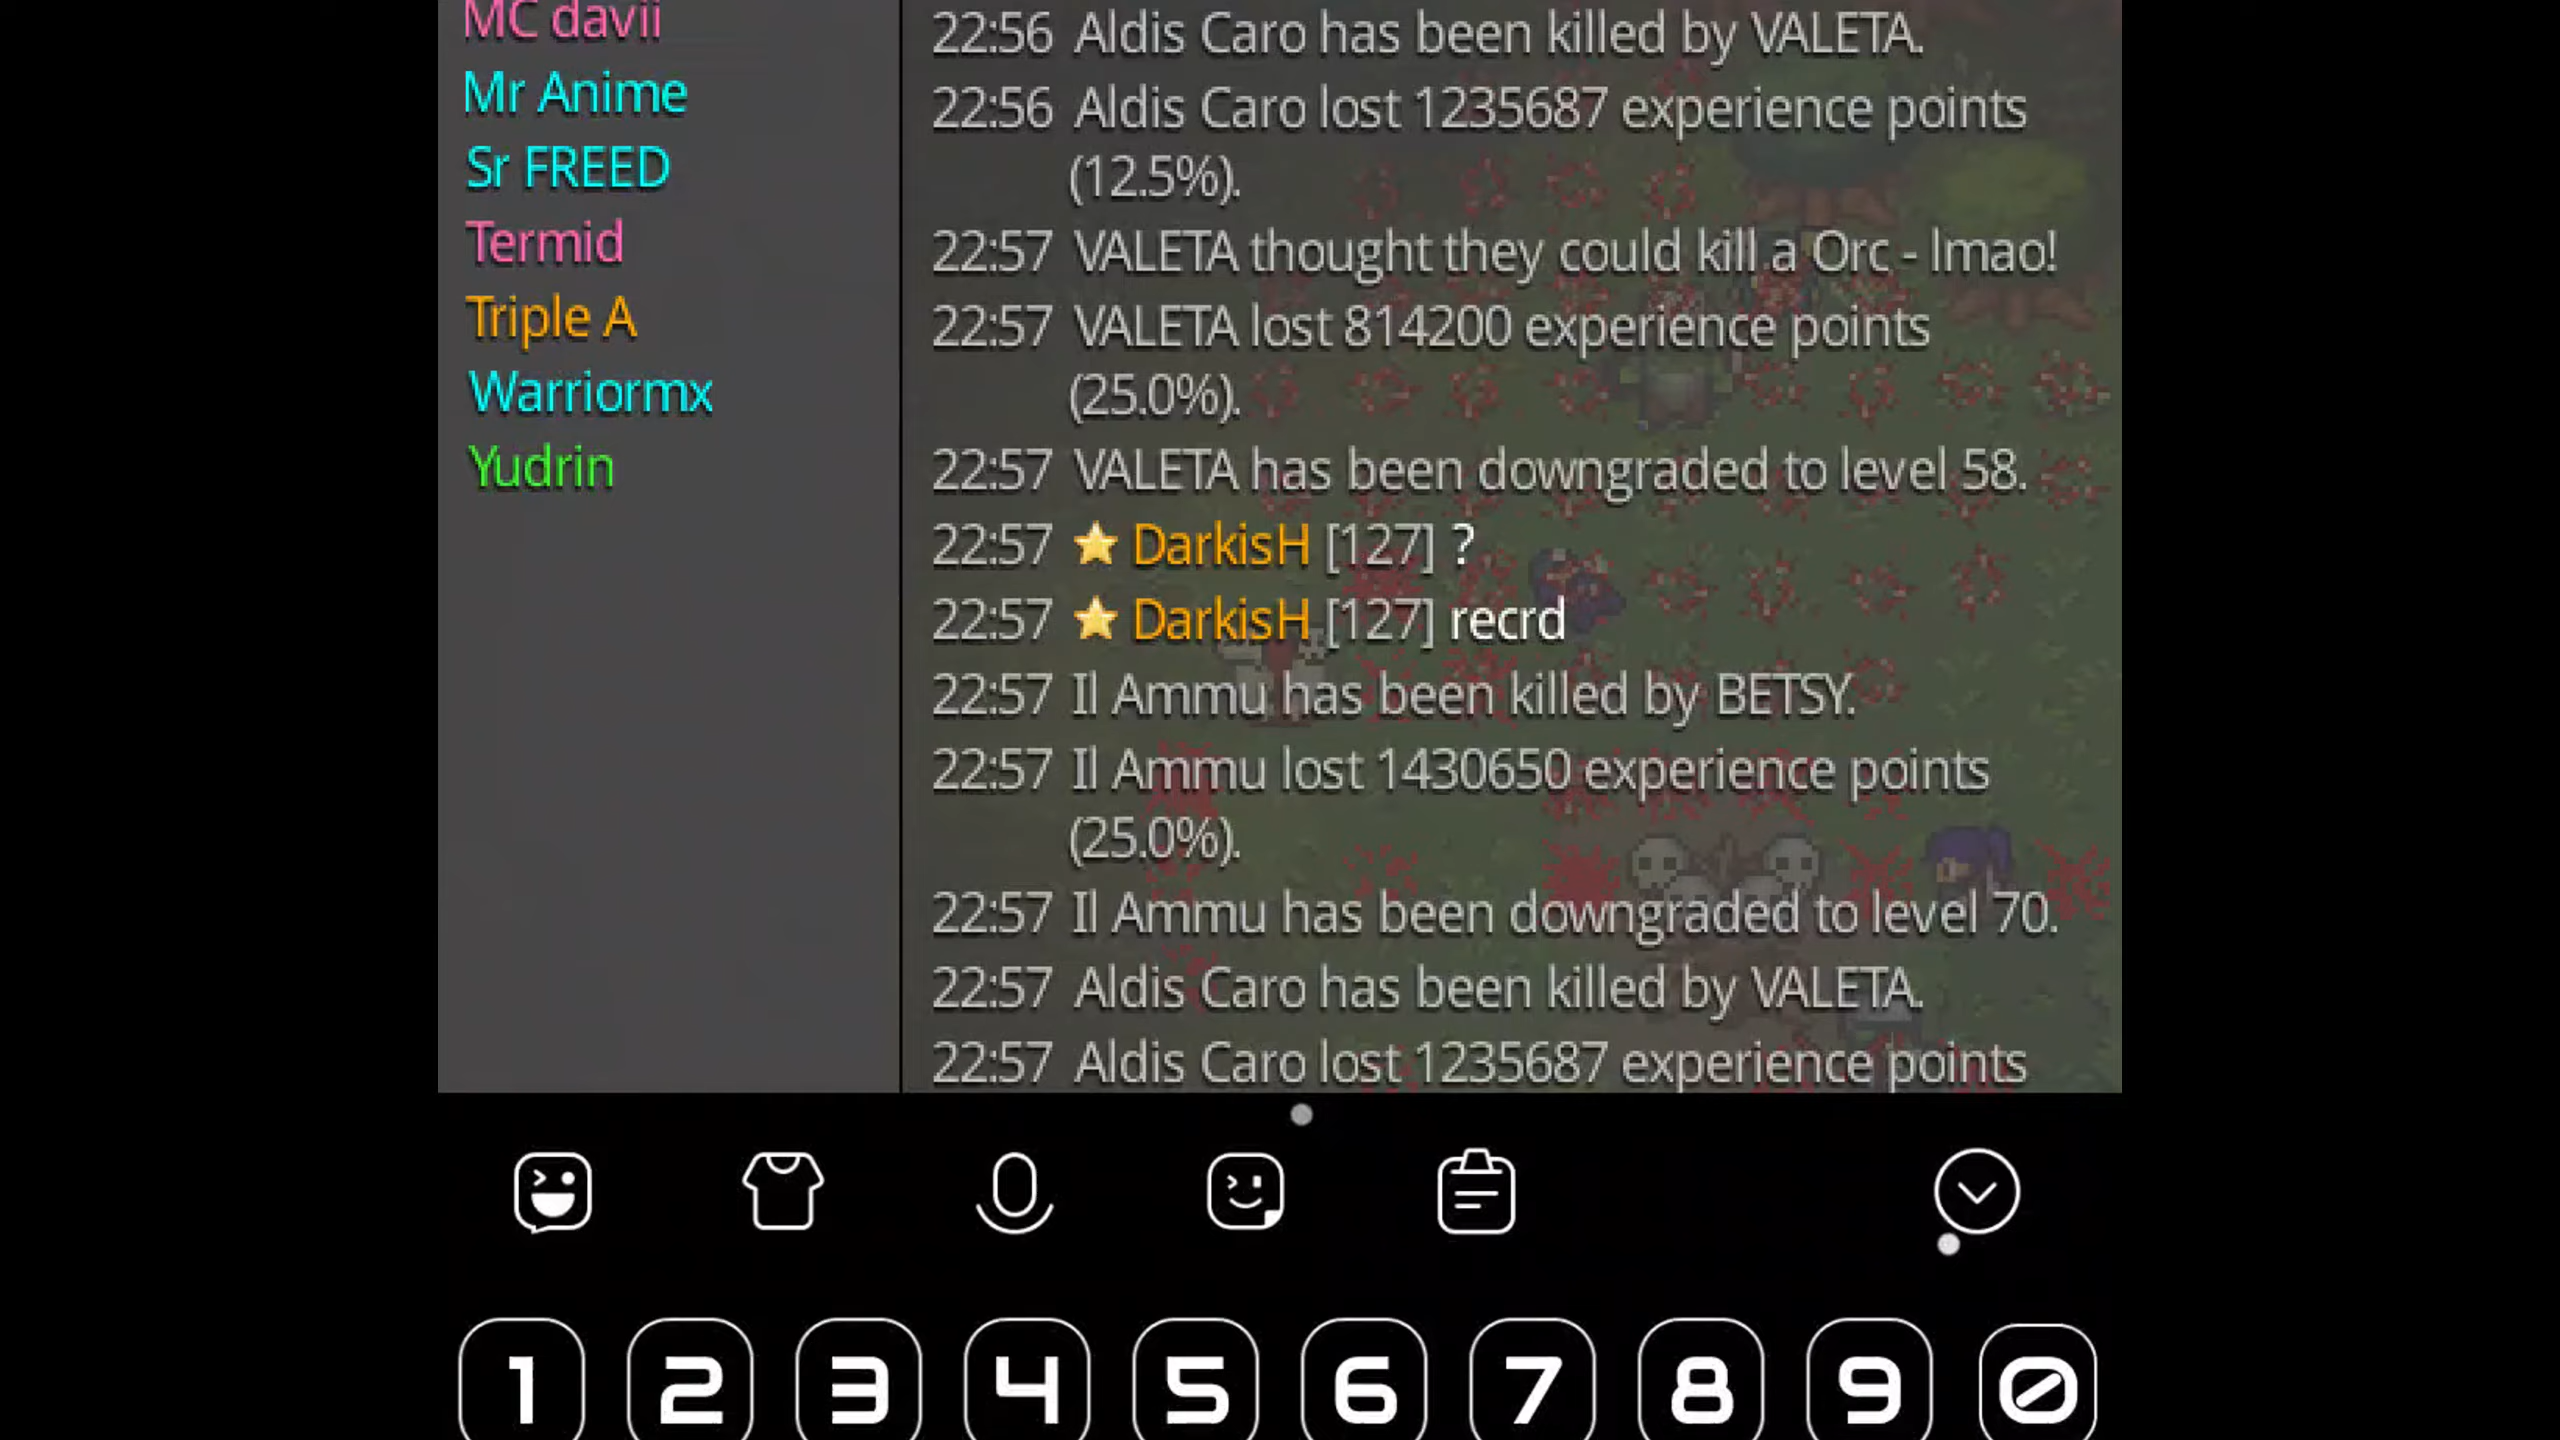 MC davii
Mr Anime
Sr FREED
Termid
Triple A
Warriormx
Yudrin
22:56 Aldis Caro has been killed by VALETA.
22:56 Aldis Caro lost 1235687 experience points
(12.5%).
22:57 VALETA thought they could kill a Orc - lmao!
22:57 VALETA lost 814200 experience points
(25.0%).
22:57 VALETA has been downgraded to level 58.
22:57 ⭐ DarkisH [127] ?
22:57 ⭐ DarkisH [127] recrd
22:57 Il Ammu has been killed by BETSY.
22:57 Il Ammu lost 1430650 experience points
(25.0%).
22:57 Il Ammu has been downgraded to level 70.
22:57 Aldis Caro has been killed by VALETA.
22:57 Aldis Caro lost 1235687 experience points
1 2 3 4 5 6 7 8 9 0